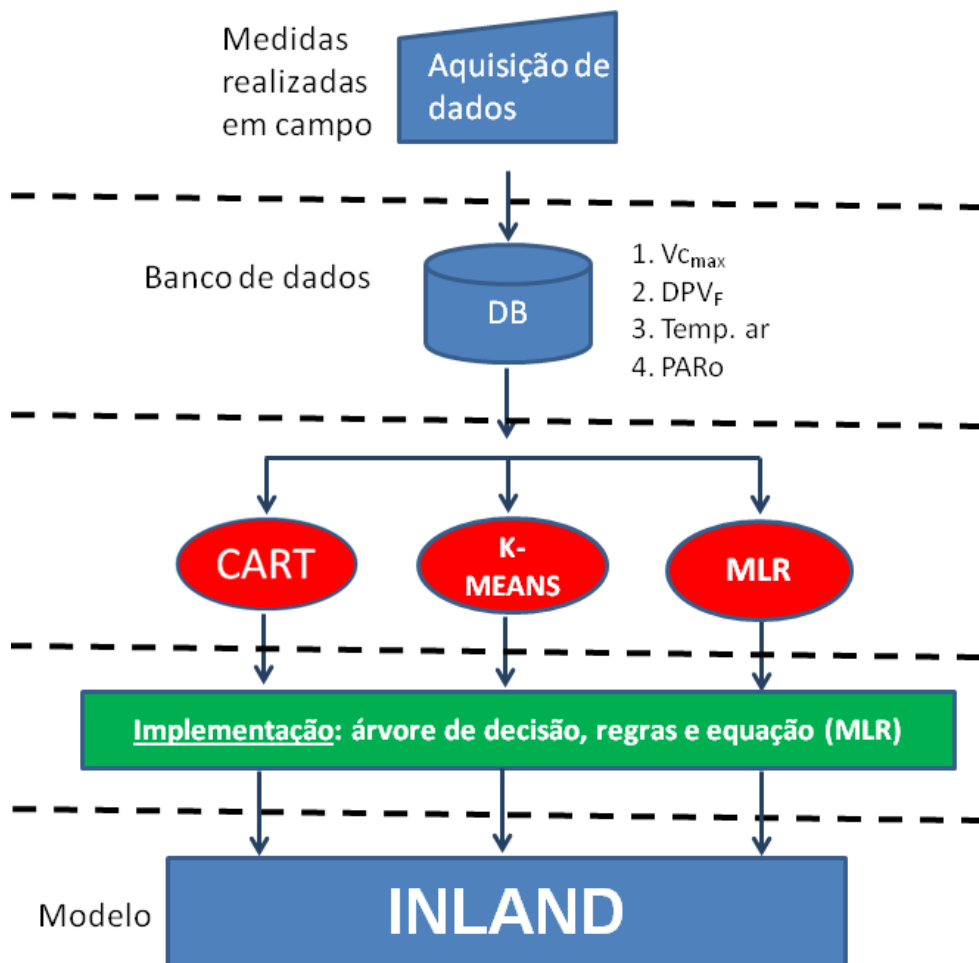 Medidas
realizadas
em campo
Aquisição de
dados
Banco de dados
DB
1. Vcmax
2. DPVF
3. Temp. ar
4. PARo
CART
K-
MEANS
MLR
Implementação: árvore de decisão, regras e equação (MLR)
Modelo
INLAND